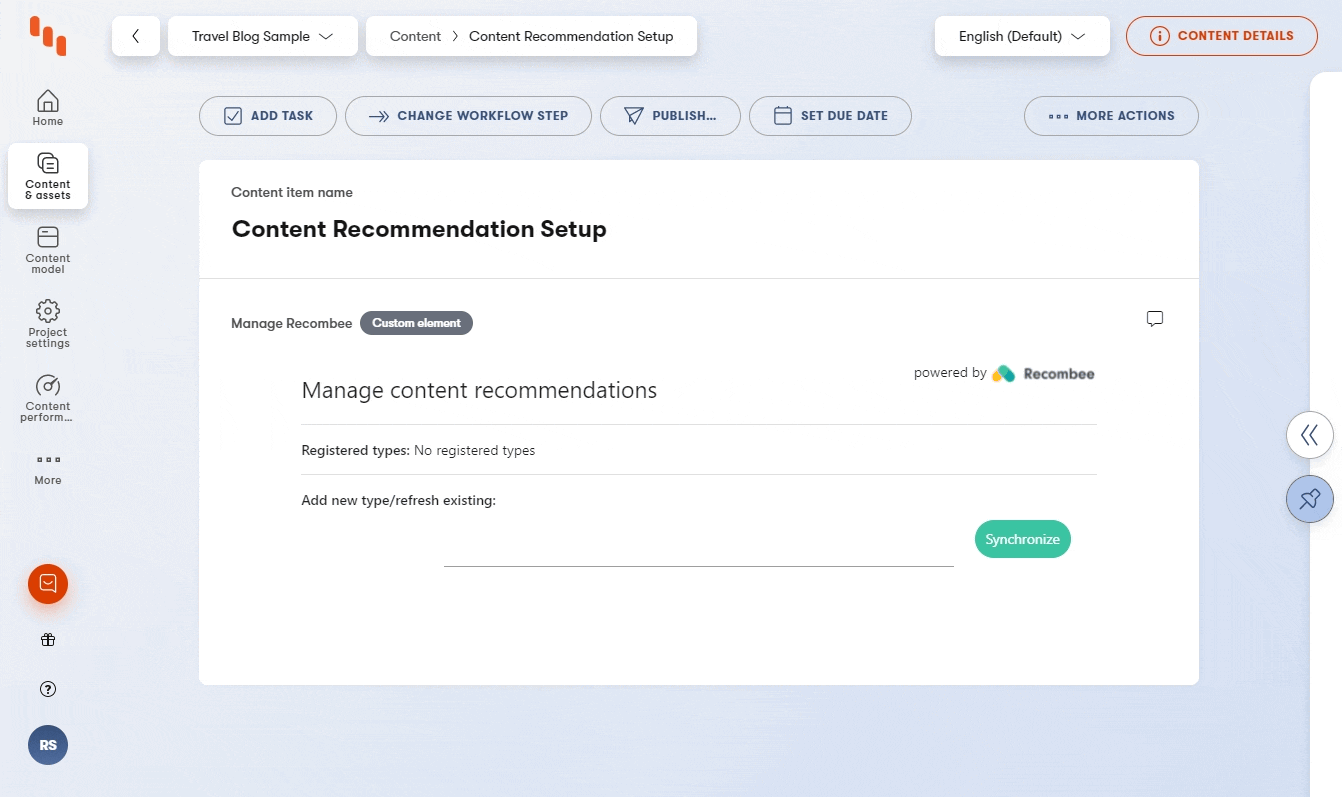 Travel Blog Sample
Content > Content Recommendation Setup
English (Default)
CONTENT DETAILS
Home
Content
& assets
Content
model
Project
settings
Content
perform...
More
RS
ADD TASK
CHANGE WORKFLOW STEP
PUBLISH...
SET DUE DATE
MORE ACTIONS
Content item name
Content Recommendation Setup
Manage Recombee Custom element
powered by Recombee
Manage content recommendations
Registered types: No registered types
Add new type/refresh existing:
Synchronize